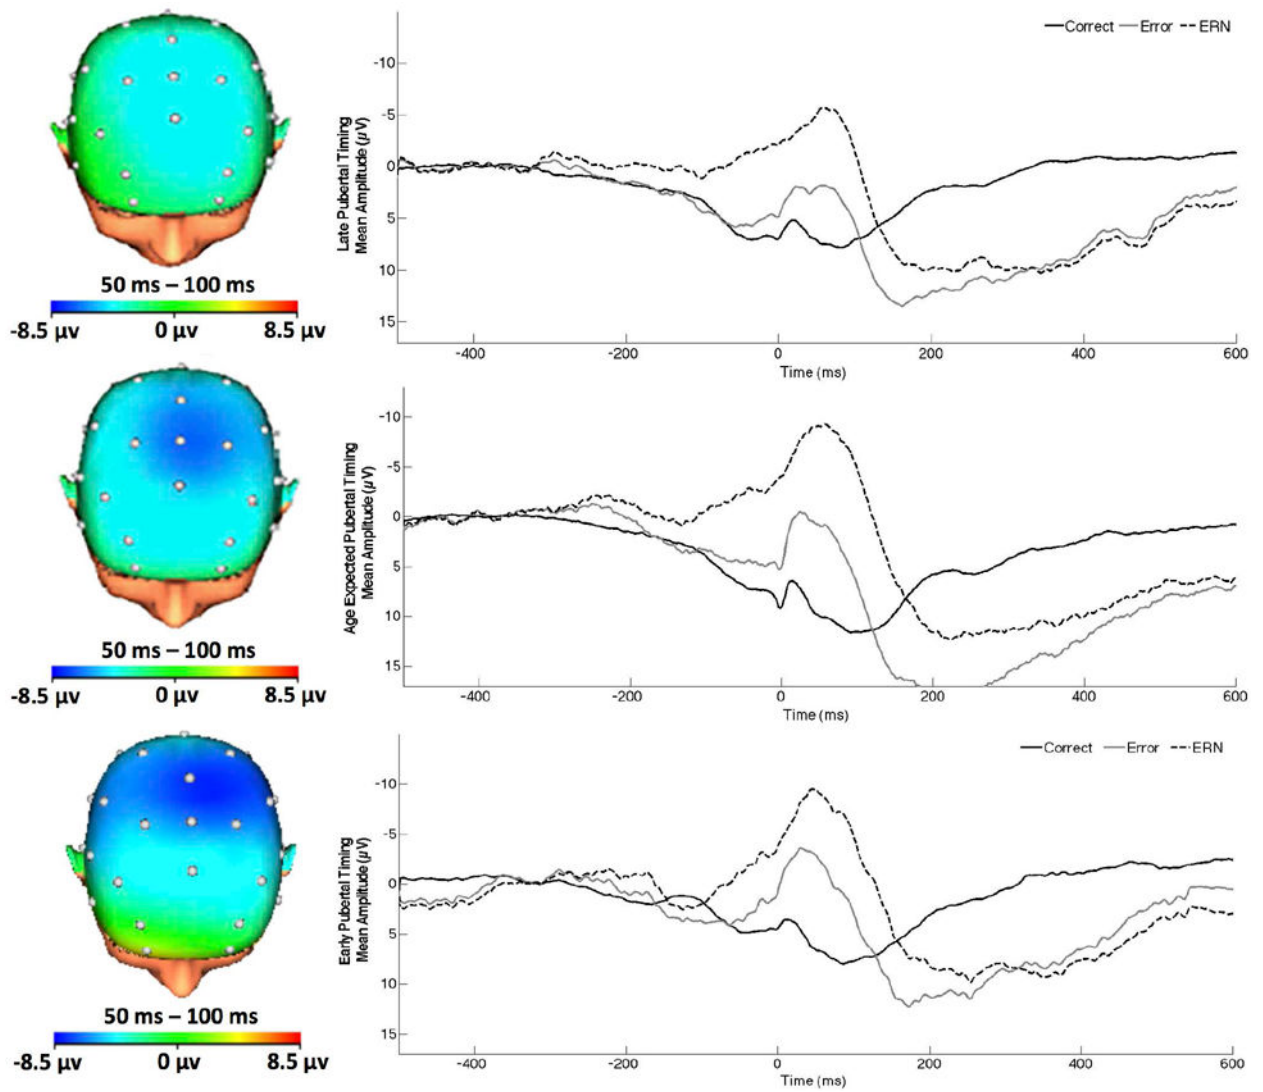 Correct Error ERN
-10
-5
0
5
10
15
Late Pubertal Timing
Mean Amplitude (µV)
-400 -200 0 200 400 600
Time (ms)
50 ms – 100 ms
-8.5 µv 0 µv 8.5 µv
-10
-5
0
5
10
15
Age Expected Pubertal Timing
Mean Amplitude (µV)
-400 -200 0 200 400 600
Time (ms)
50 ms – 100 ms
-8.5 µv 0 µv 8.5 µv
Correct Error ERN
-10
-5
0
5
10
15
Early Pubertal Timing
Mean Amplitude (µV)
-400 -200 0 200 400 600
Time (ms)
50 ms – 100 ms
-8.5 µv 0 µv 8.5 µv